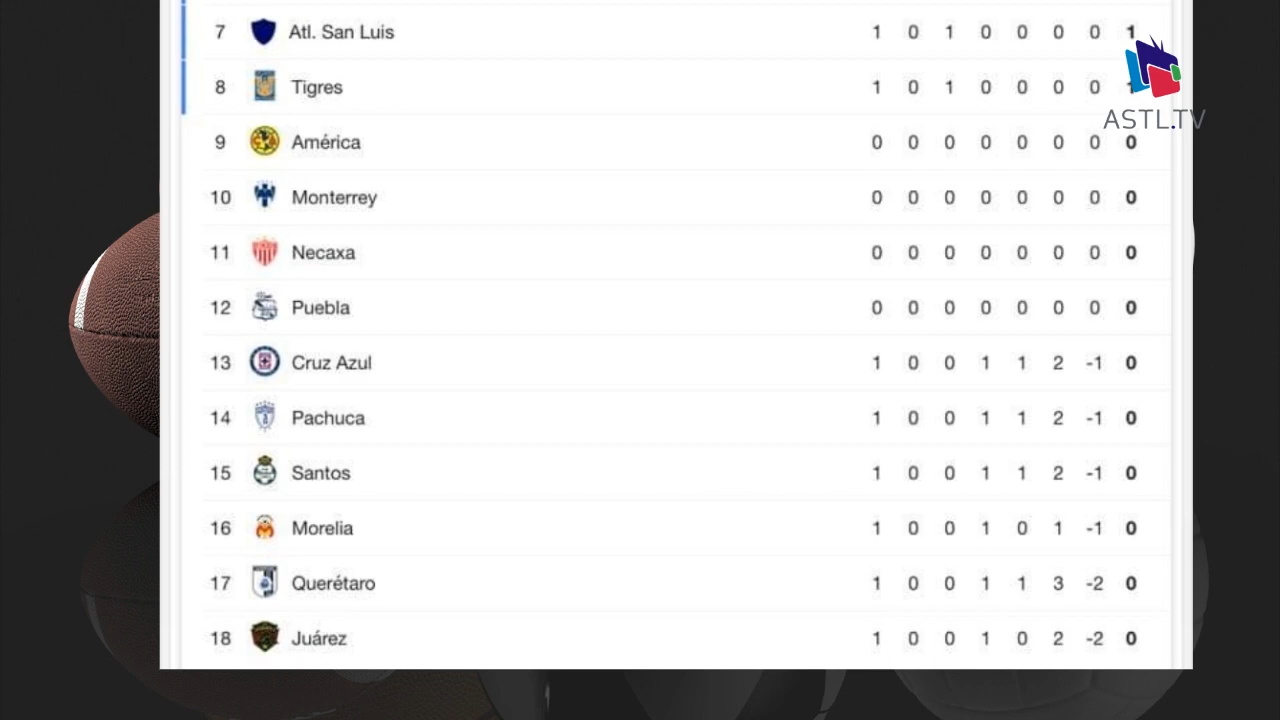 7 Atl. San Luis 1 0 1 0 0 0 0 1
8 Tigres 1 0 1 0 0 0 0 1
ASTL.TV
9 América 0 0 0 0 0 0 0 0
10 Monterrey 0 0 0 0 0 0 0 0
11 Necaxa 0 0 0 0 0 0 0 0
12 Puebla 0 0 0 0 0 0 0 0
13 Cruz Azul 1 0 0 1 1 2 -1 0
14 Pachuca 1 0 0 1 1 2 -1 0
15 Santos 1 0 0 1 1 2 -1 0
16 Morelia 1 0 0 1 0 1 -1 0
17 Querétaro 1 0 0 1 1 3 -2 0
18 Juárez 1 0 0 1 0 2 -2 0